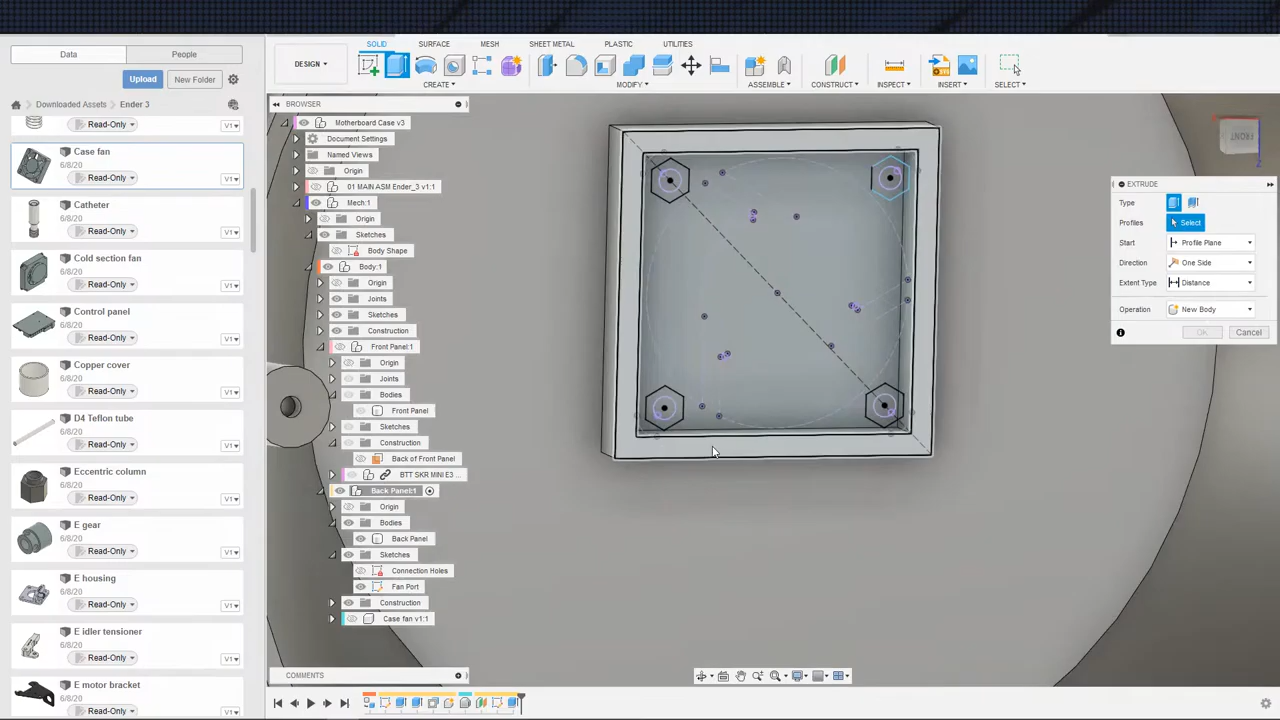 Data
People
Upload
New Folder
Downloaded Assets
Ender 3
Read-Only
V1
Case fan
6/8/20
Read-Only
V1
Catheter
6/8/20
Read-Only
V1
Cold section fan
6/8/20
Read-Only
V1
Control panel
6/8/20
Read-Only
V1
Copper cover
6/8/20
Read-Only
V1
D4 Teflon tube
6/8/20
Read-Only
V1
Eccentric column
6/8/20
Read-Only
V1
E gear
6/8/20
Read-Only
V1
E housing
6/8/20
Read-Only
V1
E idler tensioner
6/8/20
Read-Only
V1
E motor bracket
6/8/20
Read-Only
V1
SOLID
SURFACE
MESH
SHEET METAL
PLASTIC
UTILITIES
DESIGN
CREATE
MODIFY
ASSEMBLE
CONSTRUCT
INSPECT
INSERT
SELECT
BROWSER
Motherboard Case v3
Document Settings
Named Views
Origin
01 MAIN ASM Ender_3 v1:1
Mech:1
Origin
Sketches
Body Shape
Body:1
Origin
Joints
Sketches
Construction
Front Panel:1
Origin
Joints
Bodies
Front Panel
Sketches
Construction
Back of Front Panel
BTT SKR MINI E3 ...
Back Panel:1
Origin
Bodies
Back Panel
Sketches
Connection Holes
Fan Port
Construction
Case fan v1:1
COMMENTS
FRONT
Z
EXTRUDE
Type
Profiles
Select
Start
Profile Plane
Direction
One Side
Extent Type
Distance
Operation
New Body
OK
Cancel